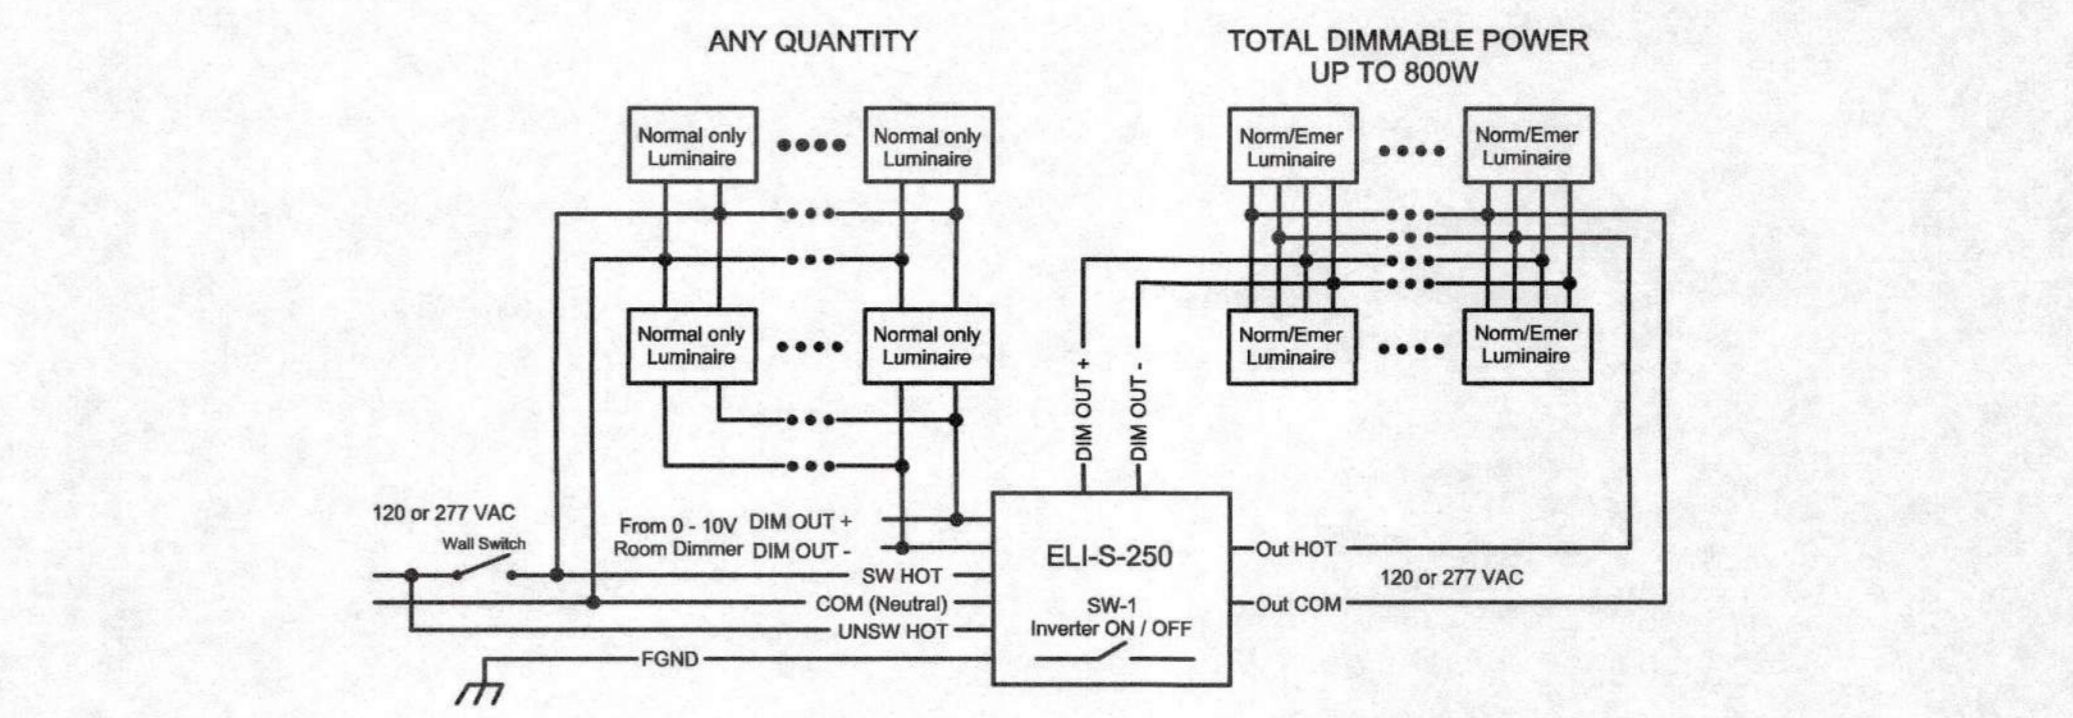 ANY QUANTITY
TOTAL DIMMABLE POWER
UP TO 800W
Normal only
Luminaire
Normal only
Luminaire
Norm/Emer
Luminaire
Norm/Emer
Luminaire
Normal only
Luminaire
Normal only
Luminaire
Norm/Emer
Luminaire
Norm/Emer
Luminaire
DIM OUT +
DIM OUT -
120 or 277 VAC
Wall Switch
From 0 - 10V DIM OUT +
Room Dimmer DIM OUT -
SW HOT
COM (Neutral)
UNSW HOT
FGND
ELI-S-250
SW-1
Inverter ON / OFF
Out HOT
120 or 277 VAC
Out COM